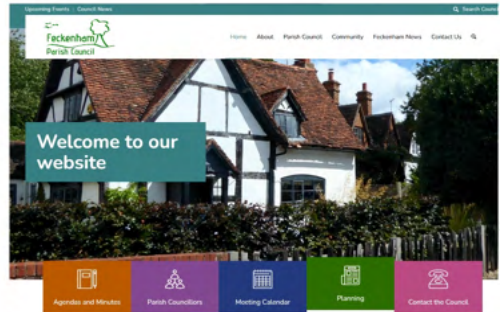 Upcoming Events | Council News
Search Counc
Feckenham
Parish Council
Home About Parish Council Community Feckenham News Contact Us
Welcome to our
website
Agendas and Minutes
Parish Councillors
Meeting Calendar
Planning
Contact the Council